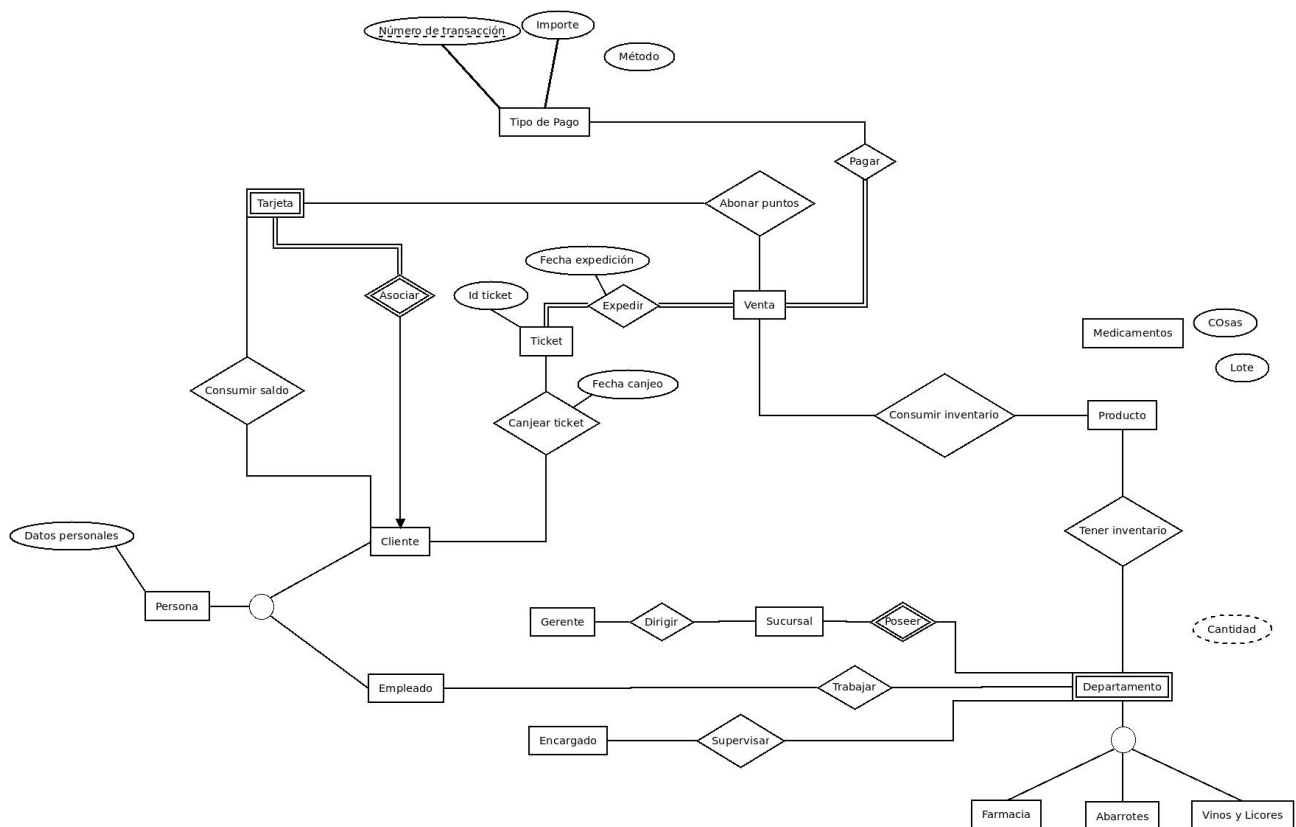 Número de transacción
Importe
Método
Tipo de Pago
Pagar
Tarjeta
Abonar puntos
Fecha expedición
Asociar
Id ticket
Expedir
Venta
COsas
Medicamentos
Ticket
Lote
Fecha canjeo
Consumir saldo
Canjear ticket
Consumir inventario
Producto
Datos personales
Cliente
Tener inventario
Persona
Gerente
Dirigir
Sucursal
Poseer
Cantidad
Empleado
Trabajar
Departamento
Encargado
Supervisar
Farmacia
Abarrotes
Vinos y Licores